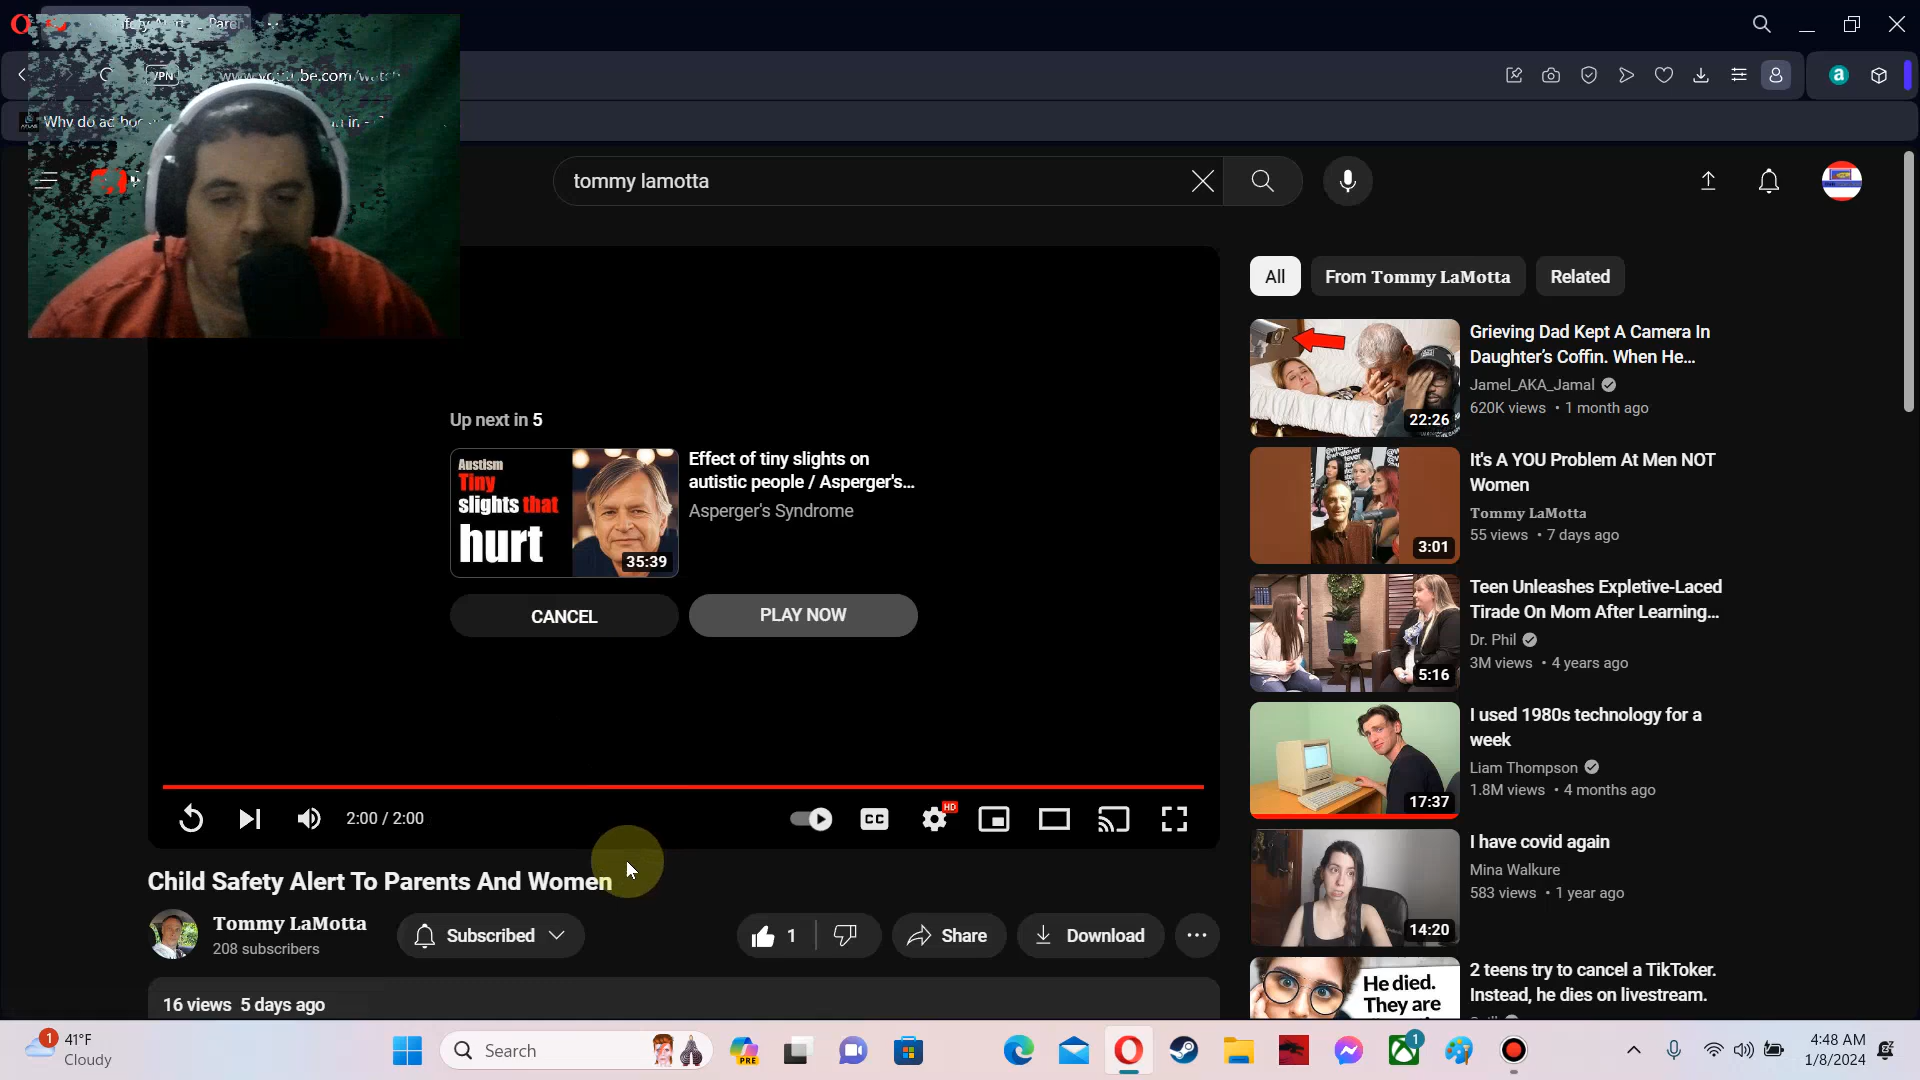 VPN
www.youtube.com/watch
Why do ad
tommy lamotta
All
From Tommy LaMotta
Related
Up next in 5
Austism
Tiny
slights that
hurt
35:39
Effect of tiny slights on
autistic people / Asperger's...
Asperger's Syndrome
CANCEL
PLAY NOW
2:00 / 2:00
CC
HD
Child Safety Alert To Parents And Women
Tommy LaMotta
208 subscribers
Subscribed
1
Share
Download
16 views 5 days ago
22:26
Grieving Dad Kept A Camera In
Daughter's Coffin. When He...
Jamel_AKA_Jamal
620K views • 1 month ago
3:01
It's A YOU Problem At Men NOT
Women
Tommy LaMotta
55 views • 7 days ago
5:16
Teen Unleashes Expletive-Laced
Tirade On Mom After Learning...
Dr. Phil
3M views • 4 years ago
17:37
I used 1980s technology for a
week
Liam Thompson
1.8M views • 4 months ago
14:20
I have covid again
Mina Walkure
583 views • 1 year ago
He died.
They are
2 teens try to cancel a TikToker.
Instead, he dies on livestream.
1
41°F
Cloudy
Search
PRE
1
4:48 AM
1/8/2024